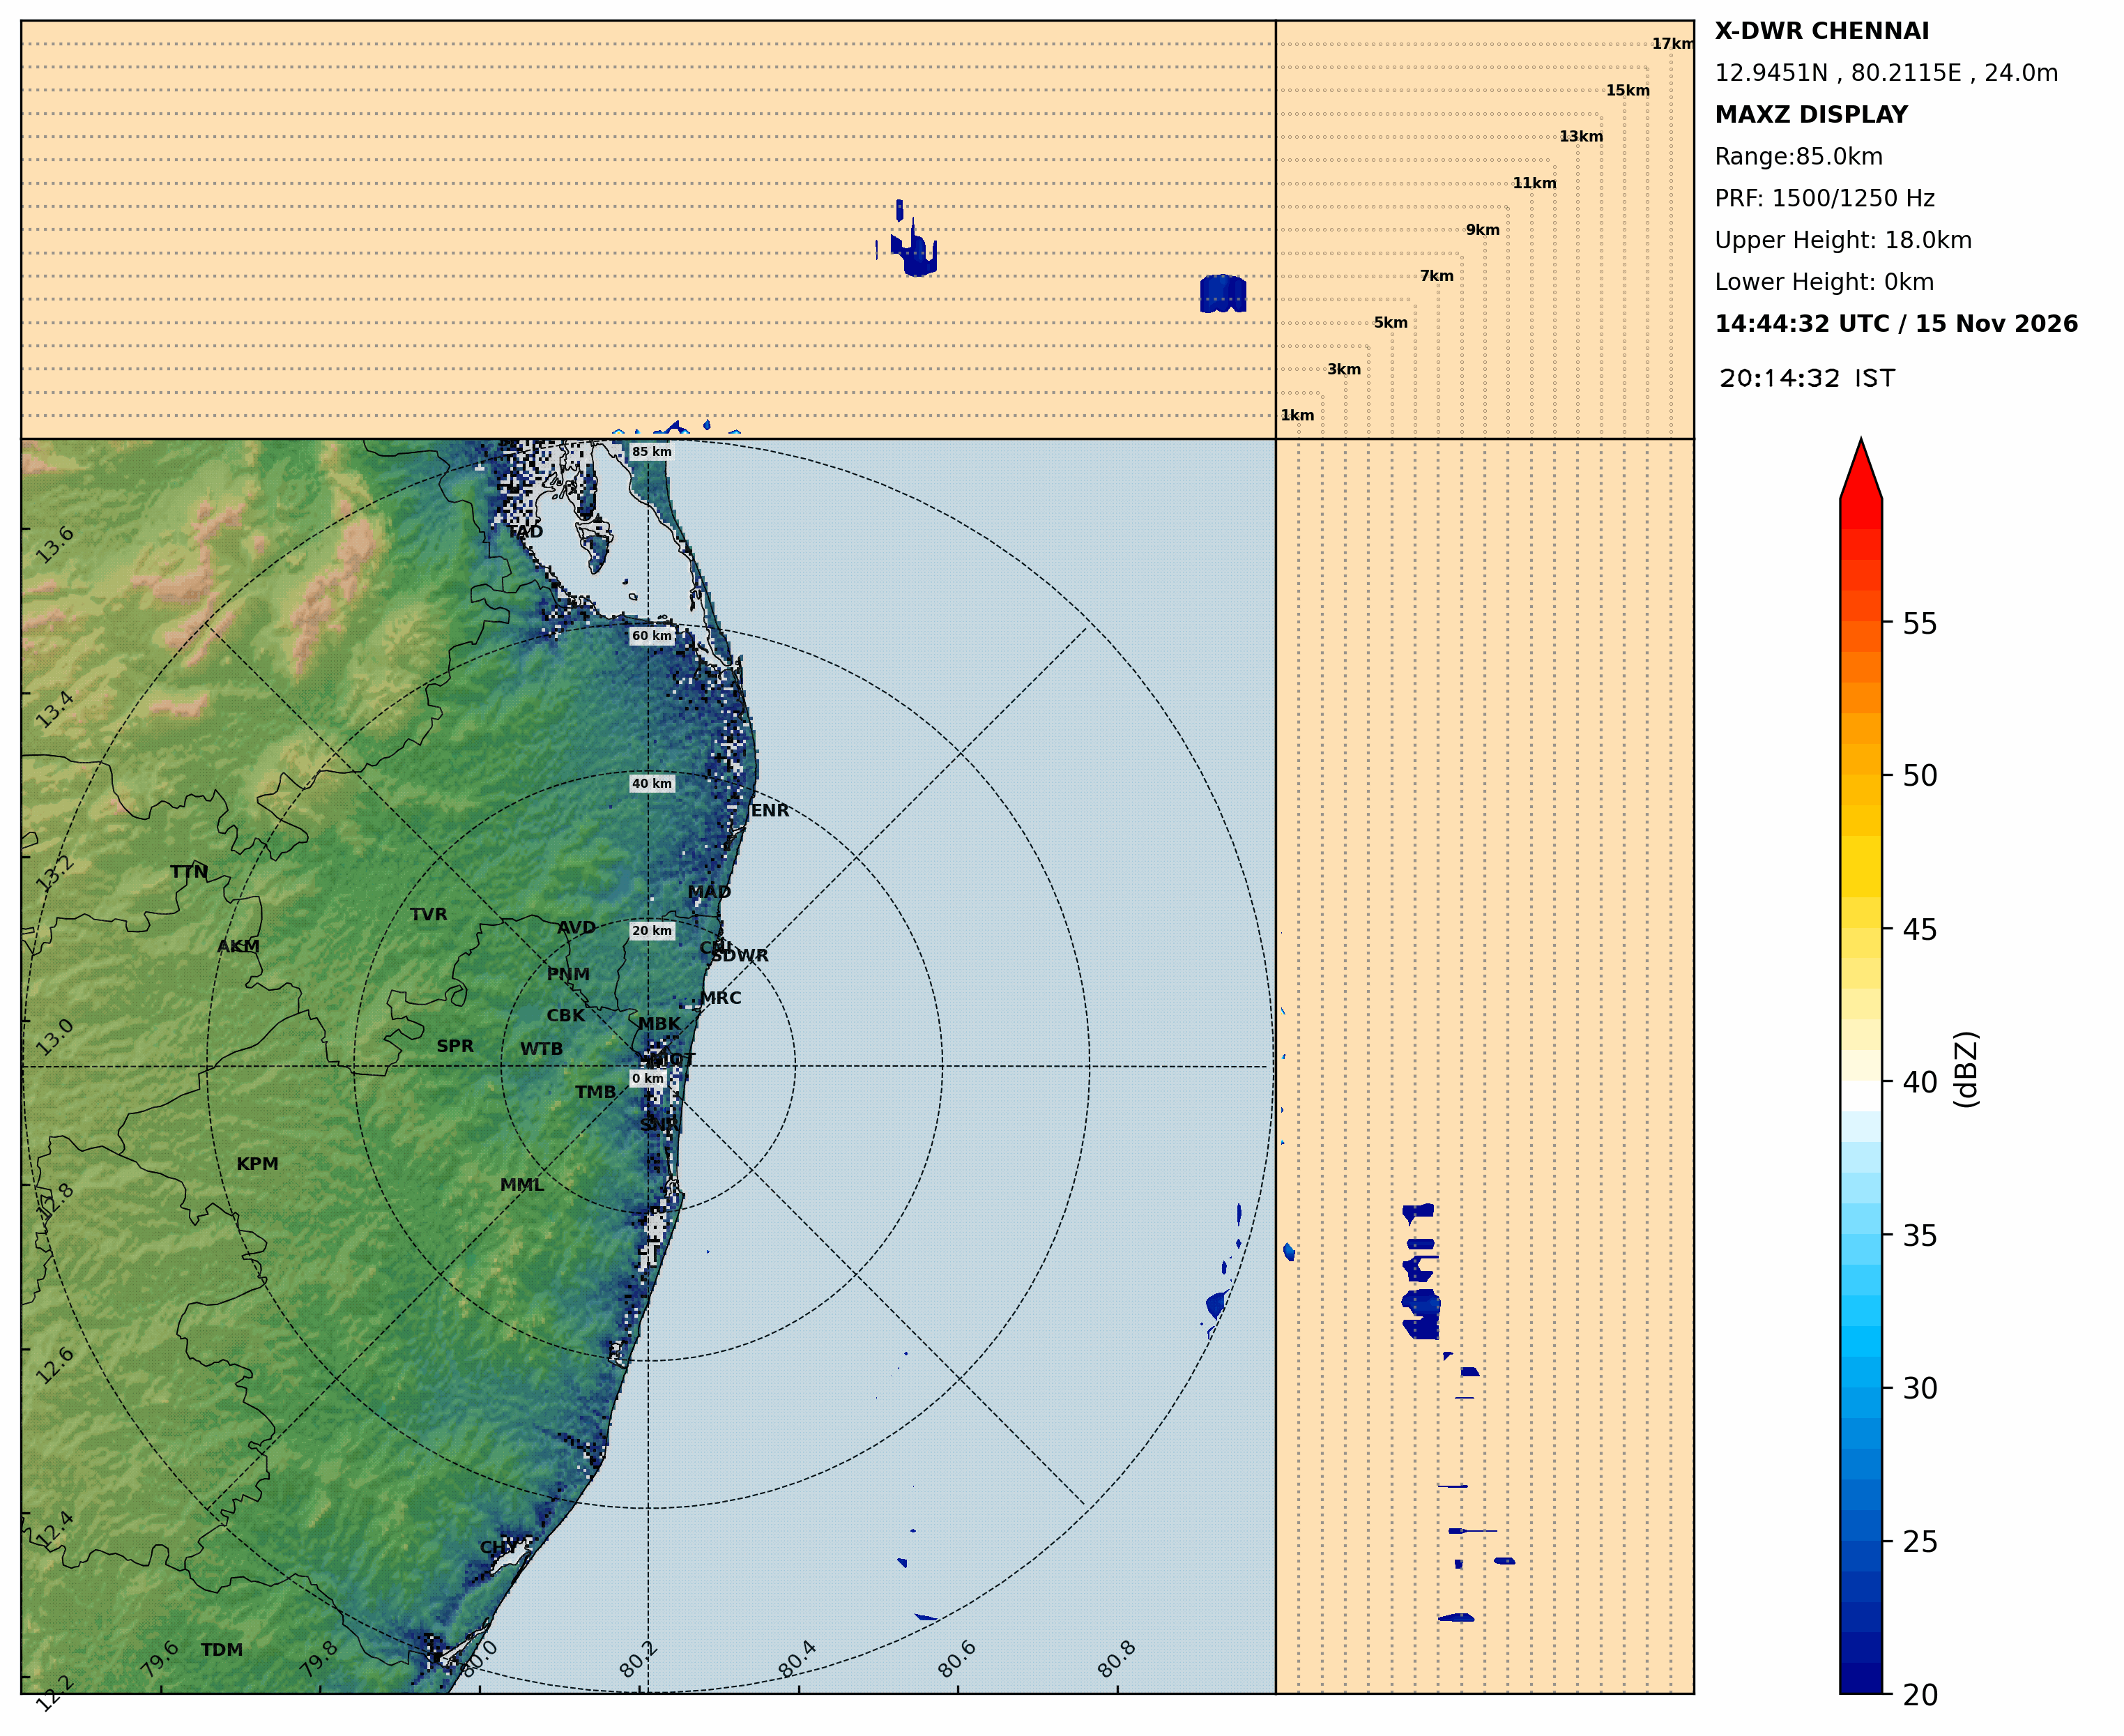 X-DWR CHENNAI
12.9451N , 80.2115E , 24.0m
MAXZ DISPLAY
Range:85.0km
PRF: 1500/1250 Hz
Upper Height: 18.0km
Lower Height: 0km
14:44:32 UTC / 15 Nov 2026
20:14:32 IST
17km
15km
13km
11km
9km
7km
5km
3km
1km
85 km
TAD
13.6
60 km
13.4
40 km
ENR
13.2
TTN
MAD
TVR
AVD
20 km
AKM
CNI
SDWR
PNM
MRC
CBK
MBK
13.0
SPR
WTB
0 km
TMB
SNR
KPM
MML
12.8
12.6
12.4
CHY
TDM
12.2
79.6
79.8
80.0
80.2
80.4
80.6
80.8
55
50
45
40
35
30
25
20
(dBZ)